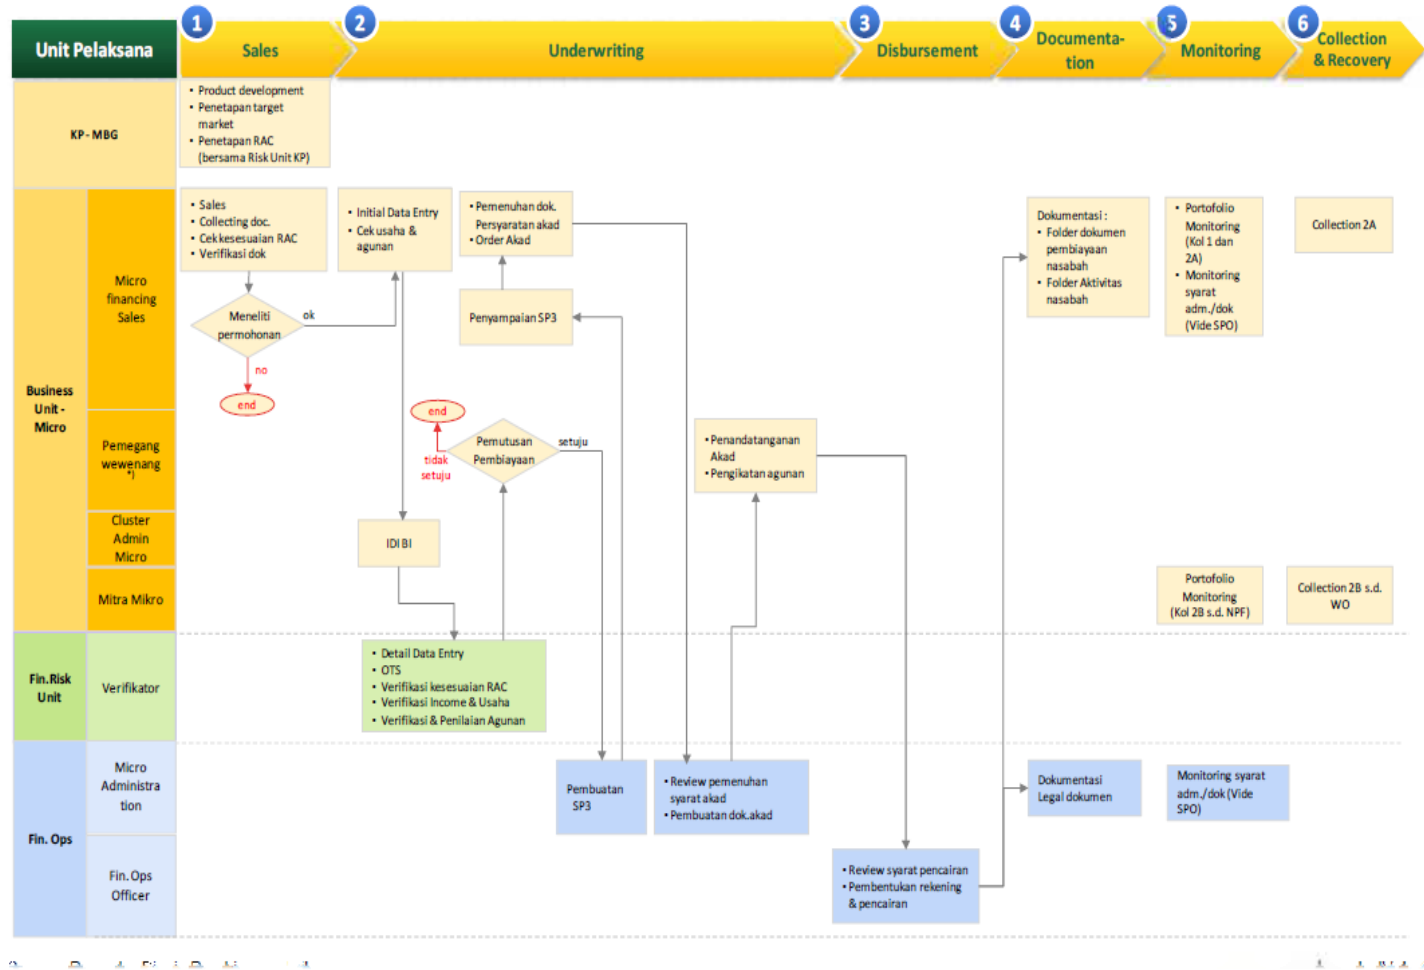 Unit Pelaksana
1
Sales
2
Underwriting
3
Disbursement
4
Documenta-
tion
5
Monitoring
6
Collection
& Recovery
KP - MBG
• Product development
• Penetapan target
market
• Penetapan RAC
(bersama Risk Unit KP)
Business
Unit -
Micro
Micro
financing
Sales
• Sales
• Collecting doc.
• Cek kesesuaian RAC
• Verifikasi dok
Meneliti
permohonan
ok
no
end
• Initial Data Entry
• Cek usaha &
agunan
• Pemenuhan dok.
Persyaratan akad
• Order Akad
Penyampaian SP3
Dokumentasi :
• Folder dokumen
pembiayaan
nasabah
• Folder Aktivitas
nasabah
• Portofolio
Monitoring
(Kol 1 dan
2A)
• Monitoring
syarat
adm./dok
(Vide SPO)
Collection 2A
Pemegang
wewenang
*)
end
tidak
setuju
Pemutusan
Pembiayaan
setuju
• Penandatanganan
Akad
• Pengikatan agunan
Cluster
Admin
Micro
IDI BI
Mitra Mikro
Portofolio
Monitoring
(Kol 2B s.d. NPF)
Collection 2B s.d.
WO
Fin.Risk
Unit
Verifikator
• Detail Data Entry
• OTS
• Verifikasi kesesuaian RAC
• Verifikasi Income & Usaha
• Verifikasi & Penilaian Agunan
Fin. Ops
Micro
Administra
tion
Pembuatan
SP3
• Review pemenuhan
syarat akad
• Pembuatan dok.akad
Dokumentasi
Legal dokumen
Monitoring syarat
adm./dok (Vide
SPO)
Fin. Ops
Officer
• Review syarat pencairan
• Pembentukan rekening
& pencairan